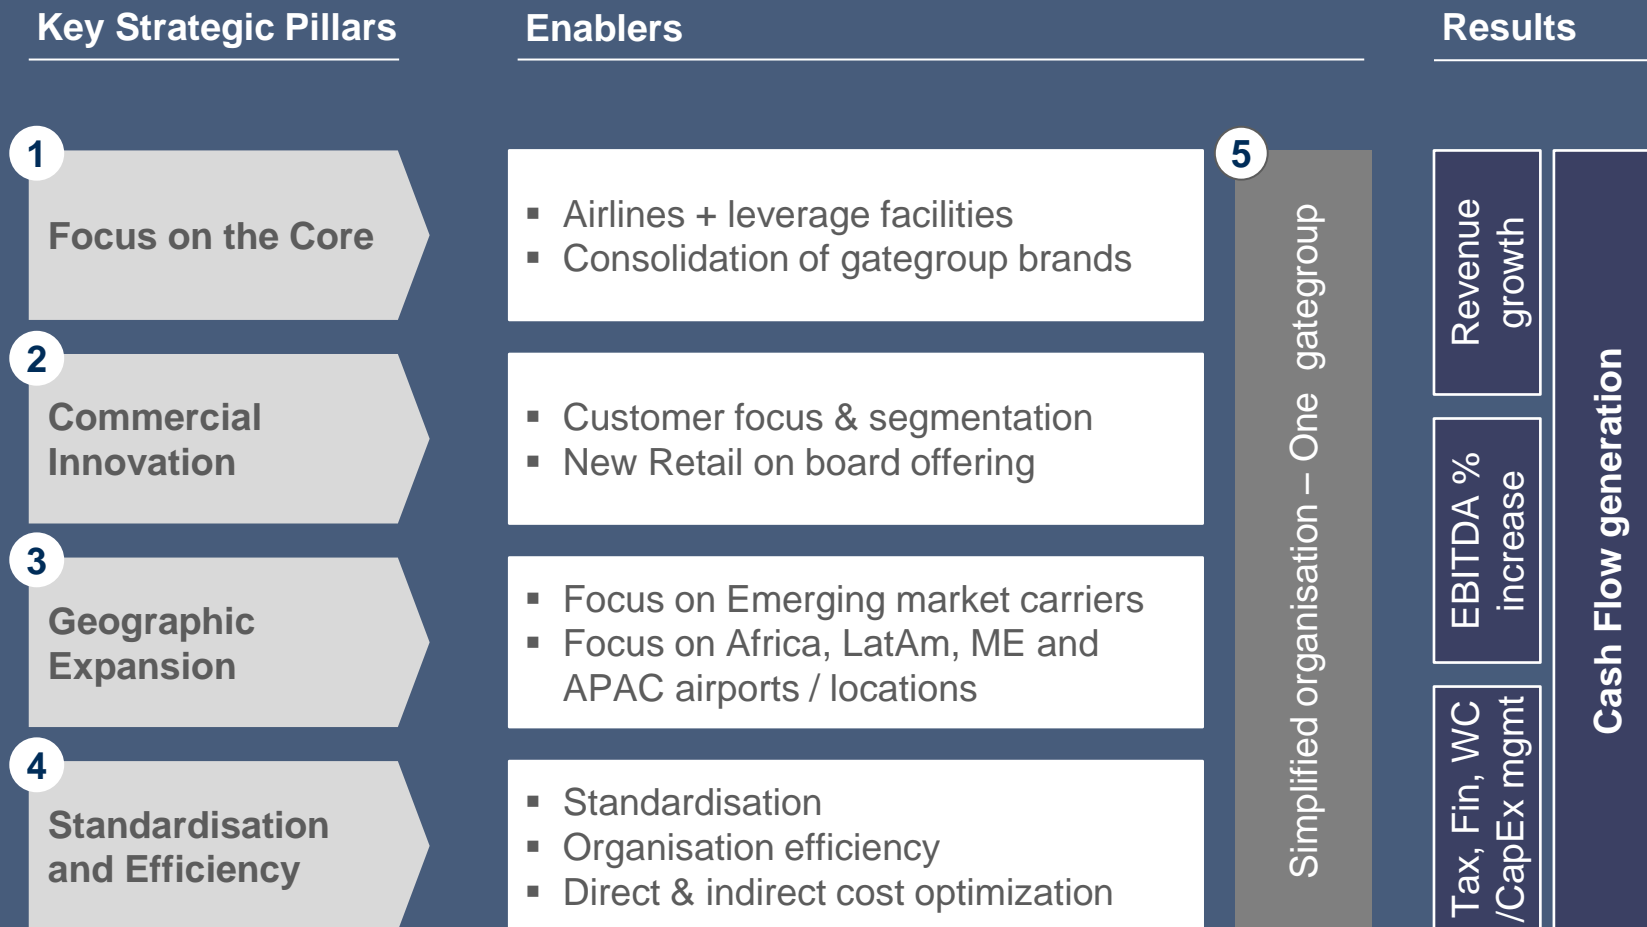 Key Strategic Pillars
Enablers
Results
1
Focus on the Core
▪ Airlines + leverage facilities
▪ Consolidation of gategroup brands
2
Commercial
Innovation
▪ Customer focus & segmentation
▪ New Retail on board offering
3
Geographic
Expansion
▪ Focus on Emerging market carriers
▪ Focus on Africa, LatAm, ME and
APAC airports / locations
4
Standardisation
and Efficiency
▪ Standardisation
▪ Organisation efficiency
▪ Direct & indirect cost optimization
5
Simplified organisation – One gategroup
Revenue
growth
EBITDA %
increase
Tax, Fin, WC
/CapEx mgmt
Cash Flow generation